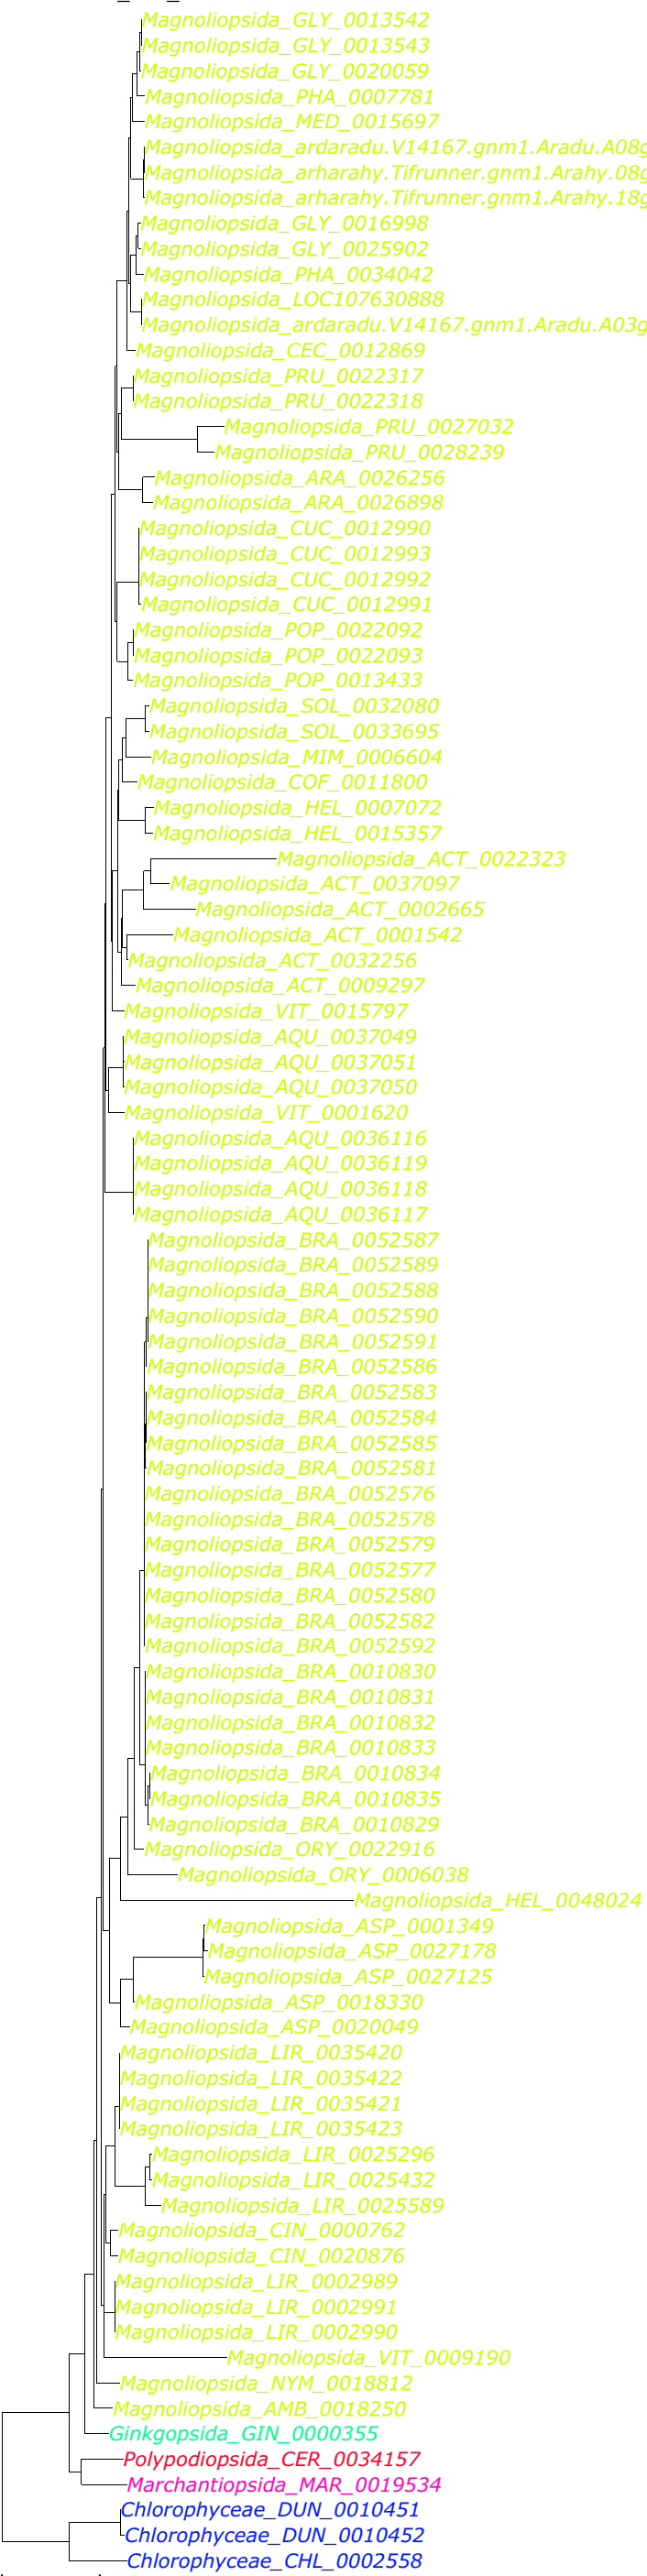 Magnoliopsida_GLY_0013542
Magnoliopsida_GLY_0013543
Magnoliopsida_GLY_0020059
Magnoliopsida_PHA_0007781
Magnoliopsida_MED_0015697
Magnoliopsida_ardaradu.V14167.gnm1.Aradu.A08g
Magnoliopsida_arharahy.Tifrunner.gnm1.Arahy.08g
Magnoliopsida_arharahy.Tifrunner.gnm1.Arahy.18g
Magnoliopsida_GLY_0016998
Magnoliopsida_GLY_0025902
Magnoliopsida_PHA_0034042
Magnoliopsida_LOC107630888
Magnoliopsida_ardaradu.V14167.gnm1.Aradu.A03g
Magnoliopsida_CEC_0012869
Magnoliopsida_PRU_0022317
Magnoliopsida_PRU_0022318
Magnoliopsida_PRU_0027032
Magnoliopsida_PRU_0028239
Magnoliopsida_ARA_0026256
Magnoliopsida_ARA_0026898
Magnoliopsida_CUC_0012990
Magnoliopsida_CUC_0012993
Magnoliopsida_CUC_0012992
Magnoliopsida_CUC_0012991
Magnoliopsida_POP_0022092
Magnoliopsida_POP_0022093
Magnoliopsida_POP_0013433
Magnoliopsida_SOL_0032080
Magnoliopsida_SOL_0033695
Magnoliopsida_MIM_0006604
Magnoliopsida_COF_0011800
Magnoliopsida_HEL_0007072
Magnoliopsida_HEL_0015357
Magnoliopsida_ACT_0022323
Magnoliopsida_ACT_0037097
Magnoliopsida_ACT_0002665
Magnoliopsida_ACT_0001542
Magnoliopsida_ACT_0032256
Magnoliopsida_ACT_0009297
Magnoliopsida_VIT_0015797
Magnoliopsida_AQU_0037049
Magnoliopsida_AQU_0037051
Magnoliopsida_AQU_0037050
Magnoliopsida_VIT_0001620
Magnoliopsida_AQU_0036116
Magnoliopsida_AQU_0036119
Magnoliopsida_AQU_0036118
Magnoliopsida_AQU_0036117
Magnoliopsida_BRA_0052587
Magnoliopsida_BRA_0052589
Magnoliopsida_BRA_0052588
Magnoliopsida_BRA_0052590
Magnoliopsida_BRA_0052591
Magnoliopsida_BRA_0052586
Magnoliopsida_BRA_0052583
Magnoliopsida_BRA_0052584
Magnoliopsida_BRA_0052585
Magnoliopsida_BRA_0052581
Magnoliopsida_BRA_0052576
Magnoliopsida_BRA_0052578
Magnoliopsida_BRA_0052579
Magnoliopsida_BRA_0052577
Magnoliopsida_BRA_0052580
Magnoliopsida_BRA_0052582
Magnoliopsida_BRA_0052592
Magnoliopsida_BRA_0010830
Magnoliopsida_BRA_0010831
Magnoliopsida_BRA_0010832
Magnoliopsida_BRA_0010833
Magnoliopsida_BRA_0010834
Magnoliopsida_BRA_0010835
Magnoliopsida_BRA_0010829
Magnoliopsida_ORY_0022916
Magnoliopsida_ORY_0006038
Magnoliopsida_HEL_0048024
Magnoliopsida_ASP_0001349
Magnoliopsida_ASP_0027178
Magnoliopsida_ASP_0027125
Magnoliopsida_ASP_0018330
Magnoliopsida_ASP_0020049
Magnoliopsida_LIR_0035420
Magnoliopsida_LIR_0035422
Magnoliopsida_LIR_0035421
Magnoliopsida_LIR_0035423
Magnoliopsida_LIR_0025296
Magnoliopsida_LIR_0025432
Magnoliopsida_LIR_0025589
Magnoliopsida_CIN_0000762
Magnoliopsida_CIN_0020876
Magnoliopsida_LIR_0002989
Magnoliopsida_LIR_0002991
Magnoliopsida_LIR_0002990
Magnoliopsida_VIT_0009190
Magnoliopsida_NYM_0018812
Magnoliopsida_AMB_0018250
Ginkgopsida_GIN_0000355
Polypodiopsida_CER_0034157
Marchantiopsida_MAR_0019534
Chlorophyceae_DUN_0010451
Chlorophyceae_DUN_0010452
Chlorophyceae_CHL_0002558